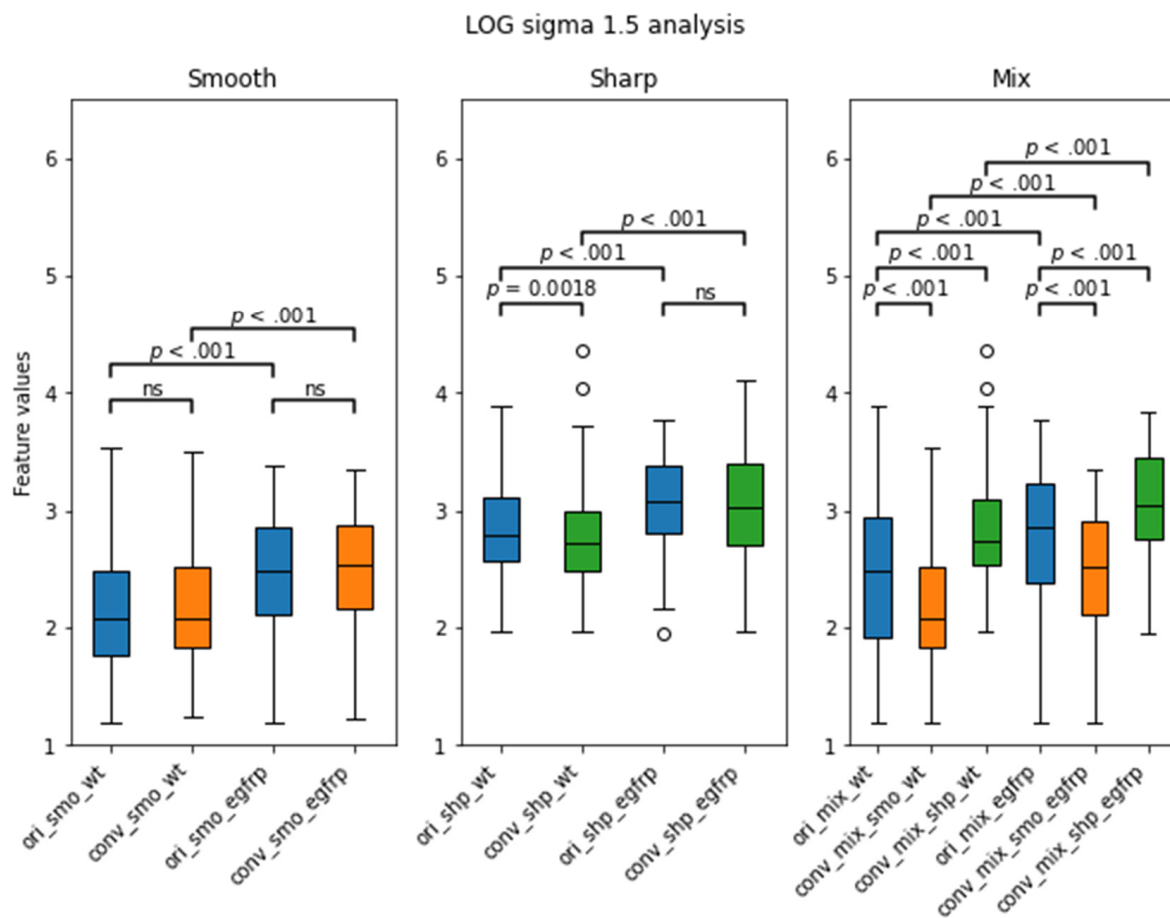 LOG sigma 1.5 analysis
Smooth
Sharp
Mix
Feature values
6
5
4
3
2
1
p < .001
p < .001
ns
ns
ori_smo_wt
conv_smo_wt
ori_smo_egfrp
conv_smo_egfrp
6
5
4
3
2
1
p < .001
p < .001
p = 0.0018
ns
ori_shp_wt
conv_shp_wt
ori_shp_egfrp
conv_shp_egfrp
6
5
4
3
2
1
p < .001
p < .001
p < .001
p < .001
p < .001
p < .001
p < .001
ori_mix_wt
conv_mix_smo_wt
conv_mix_shp_wt
ori_mix_egfrp
conv_mix_smo_egfrp
conv_mix_shp_egfrp